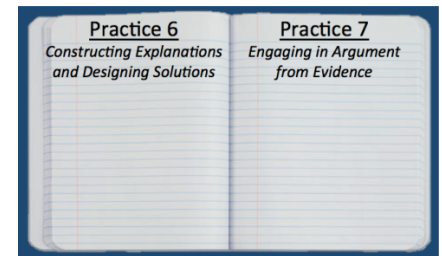 Practice 6
Constructing Explanations
and Designing Solutions
Practice 7
Engaging in Argument
from Evidence